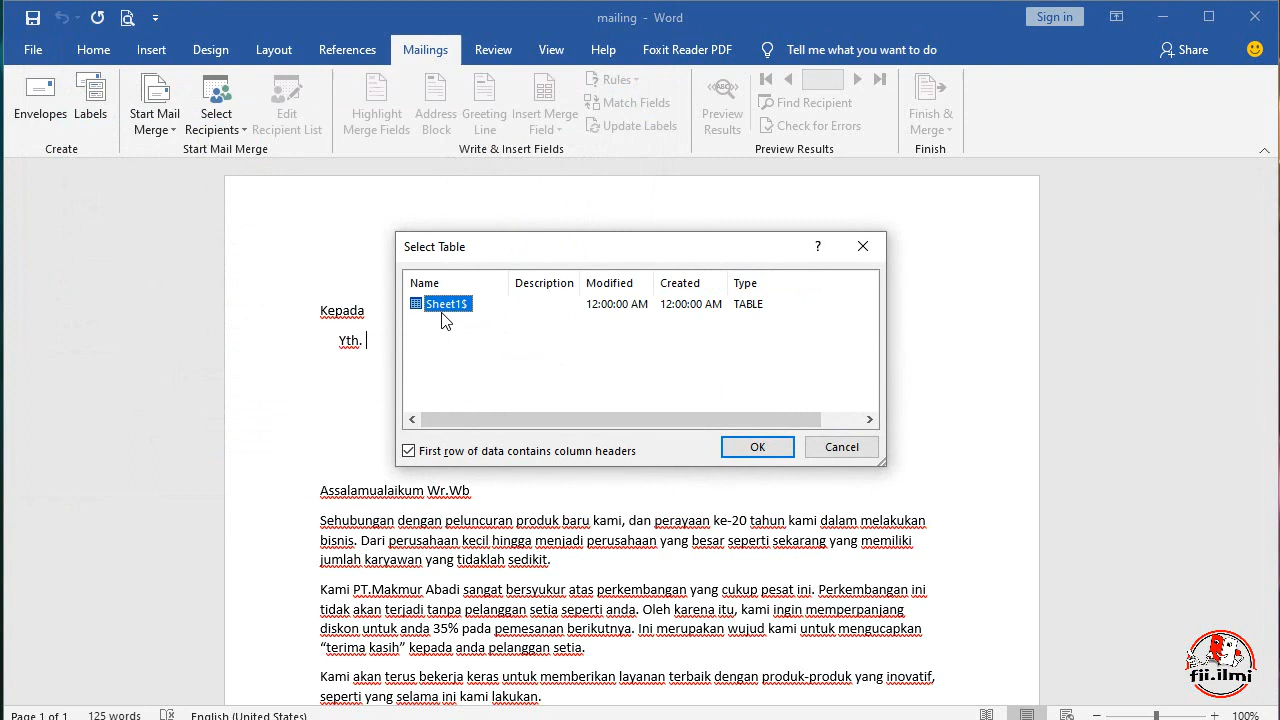 mailing - Word
Sign in
File Home Insert Design Layout References Mailings Review View Help Foxit Reader PDF Tell me what you want to do Share
Envelopes
Labels
Start Mail
Merge
Select
Recipients
Edit
Recipient List
Highlight
Merge Fields
Address
Block
Greeting
Line
Insert Merge
Field
Rules
Match Fields
Update Labels
ABC
Preview
Results
Find Recipient
Check for Errors
Finish &
Merge
Create
Start Mail Merge
Write & Insert Fields
Preview Results
Finish
Kepada
Yth.
Select Table
?
Name Description Modified Created Type
Sheet1$ 12:00:00 AM 12:00:00 AM TABLE
First row of data contains column headers
OK
Cancel
Assalamualaikum Wr.Wb
Sehubungan dengan peluncuran produk baru kami, dan perayaan ke-20 tahun kami dalam melakukan
bisnis. Dari perusahaan kecil hingga menjadi perusahaan yang besar seperti sekarang yang memiliki
jumlah karyawan yang tidaklah sedikit.
Kami PT.Makmur Abadi sangat bersyukur atas perkembangan yang cukup pesat ini. Perkembangan ini
tidak akan terjadi tanpa pelanggan setia seperti anda. Oleh karena itu, kami ingin memperpanjang
diskon untuk anda 35% pada pemesanan berikutnya. Ini merupakan wujud kami untuk mengucapkan
“terima kasih” kepada anda pelanggan setia.
Kami akan terus bekerja keras untuk memberikan layanan terbaik dengan produk-produk yang inovatif,
seperti yang selama ini kami lakukan.
fii.ilmi
Page 1 of 1 125 words English (United States) 100%